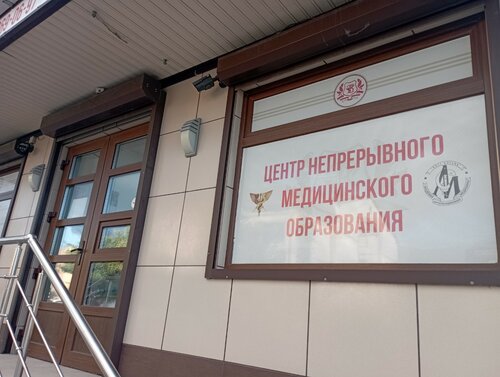 ЦЕНТР НЕПРЕРЫВНОГО
МЕДИЦИНСКОГО
ОБРАЗОВАНИЯ